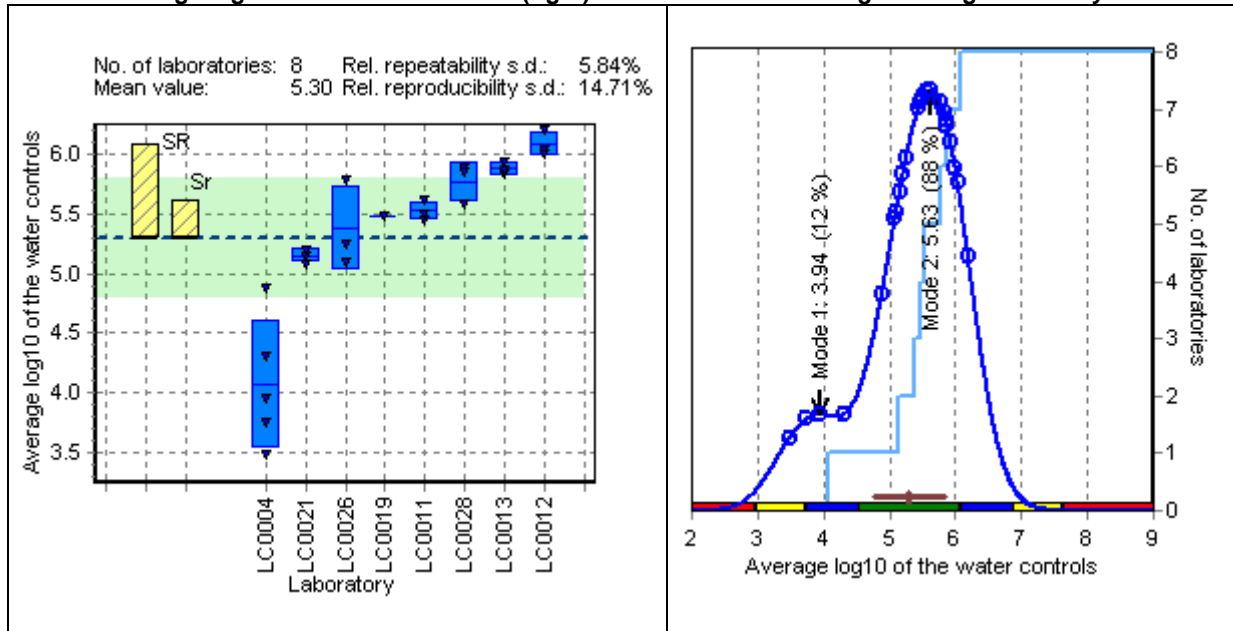 No. of laboratories: 8 Rel. repeatability s.d.: 5.84%
Mean value: 5.30 Rel. reproducibility s.d.: 14.71%
SR
Sr
Average log10 of the water controls
6.0
5.5
5.0
4.5
4.0
3.5
LC0004
LC0021
LC0026
LC0019
LC0011
LC0028
LC0013
LC0012
Laboratory
Mode 1: 3.94 (12 %)
Mode 2: 5.63 (88 %)
8
7
6
5
4
3
2
1
0
No. of laboratories
2 3 4 5 6 7 8 9
Average log10 of the water controls